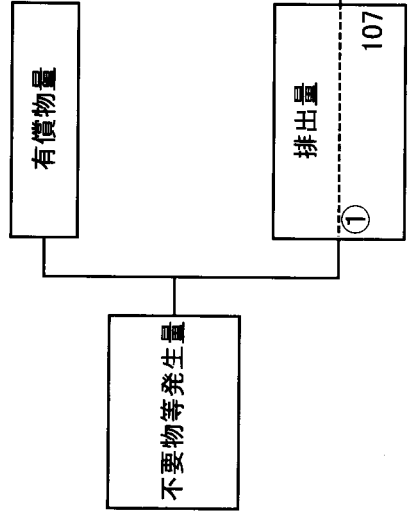 有償物量
不要物等発生量
排出量
①
107